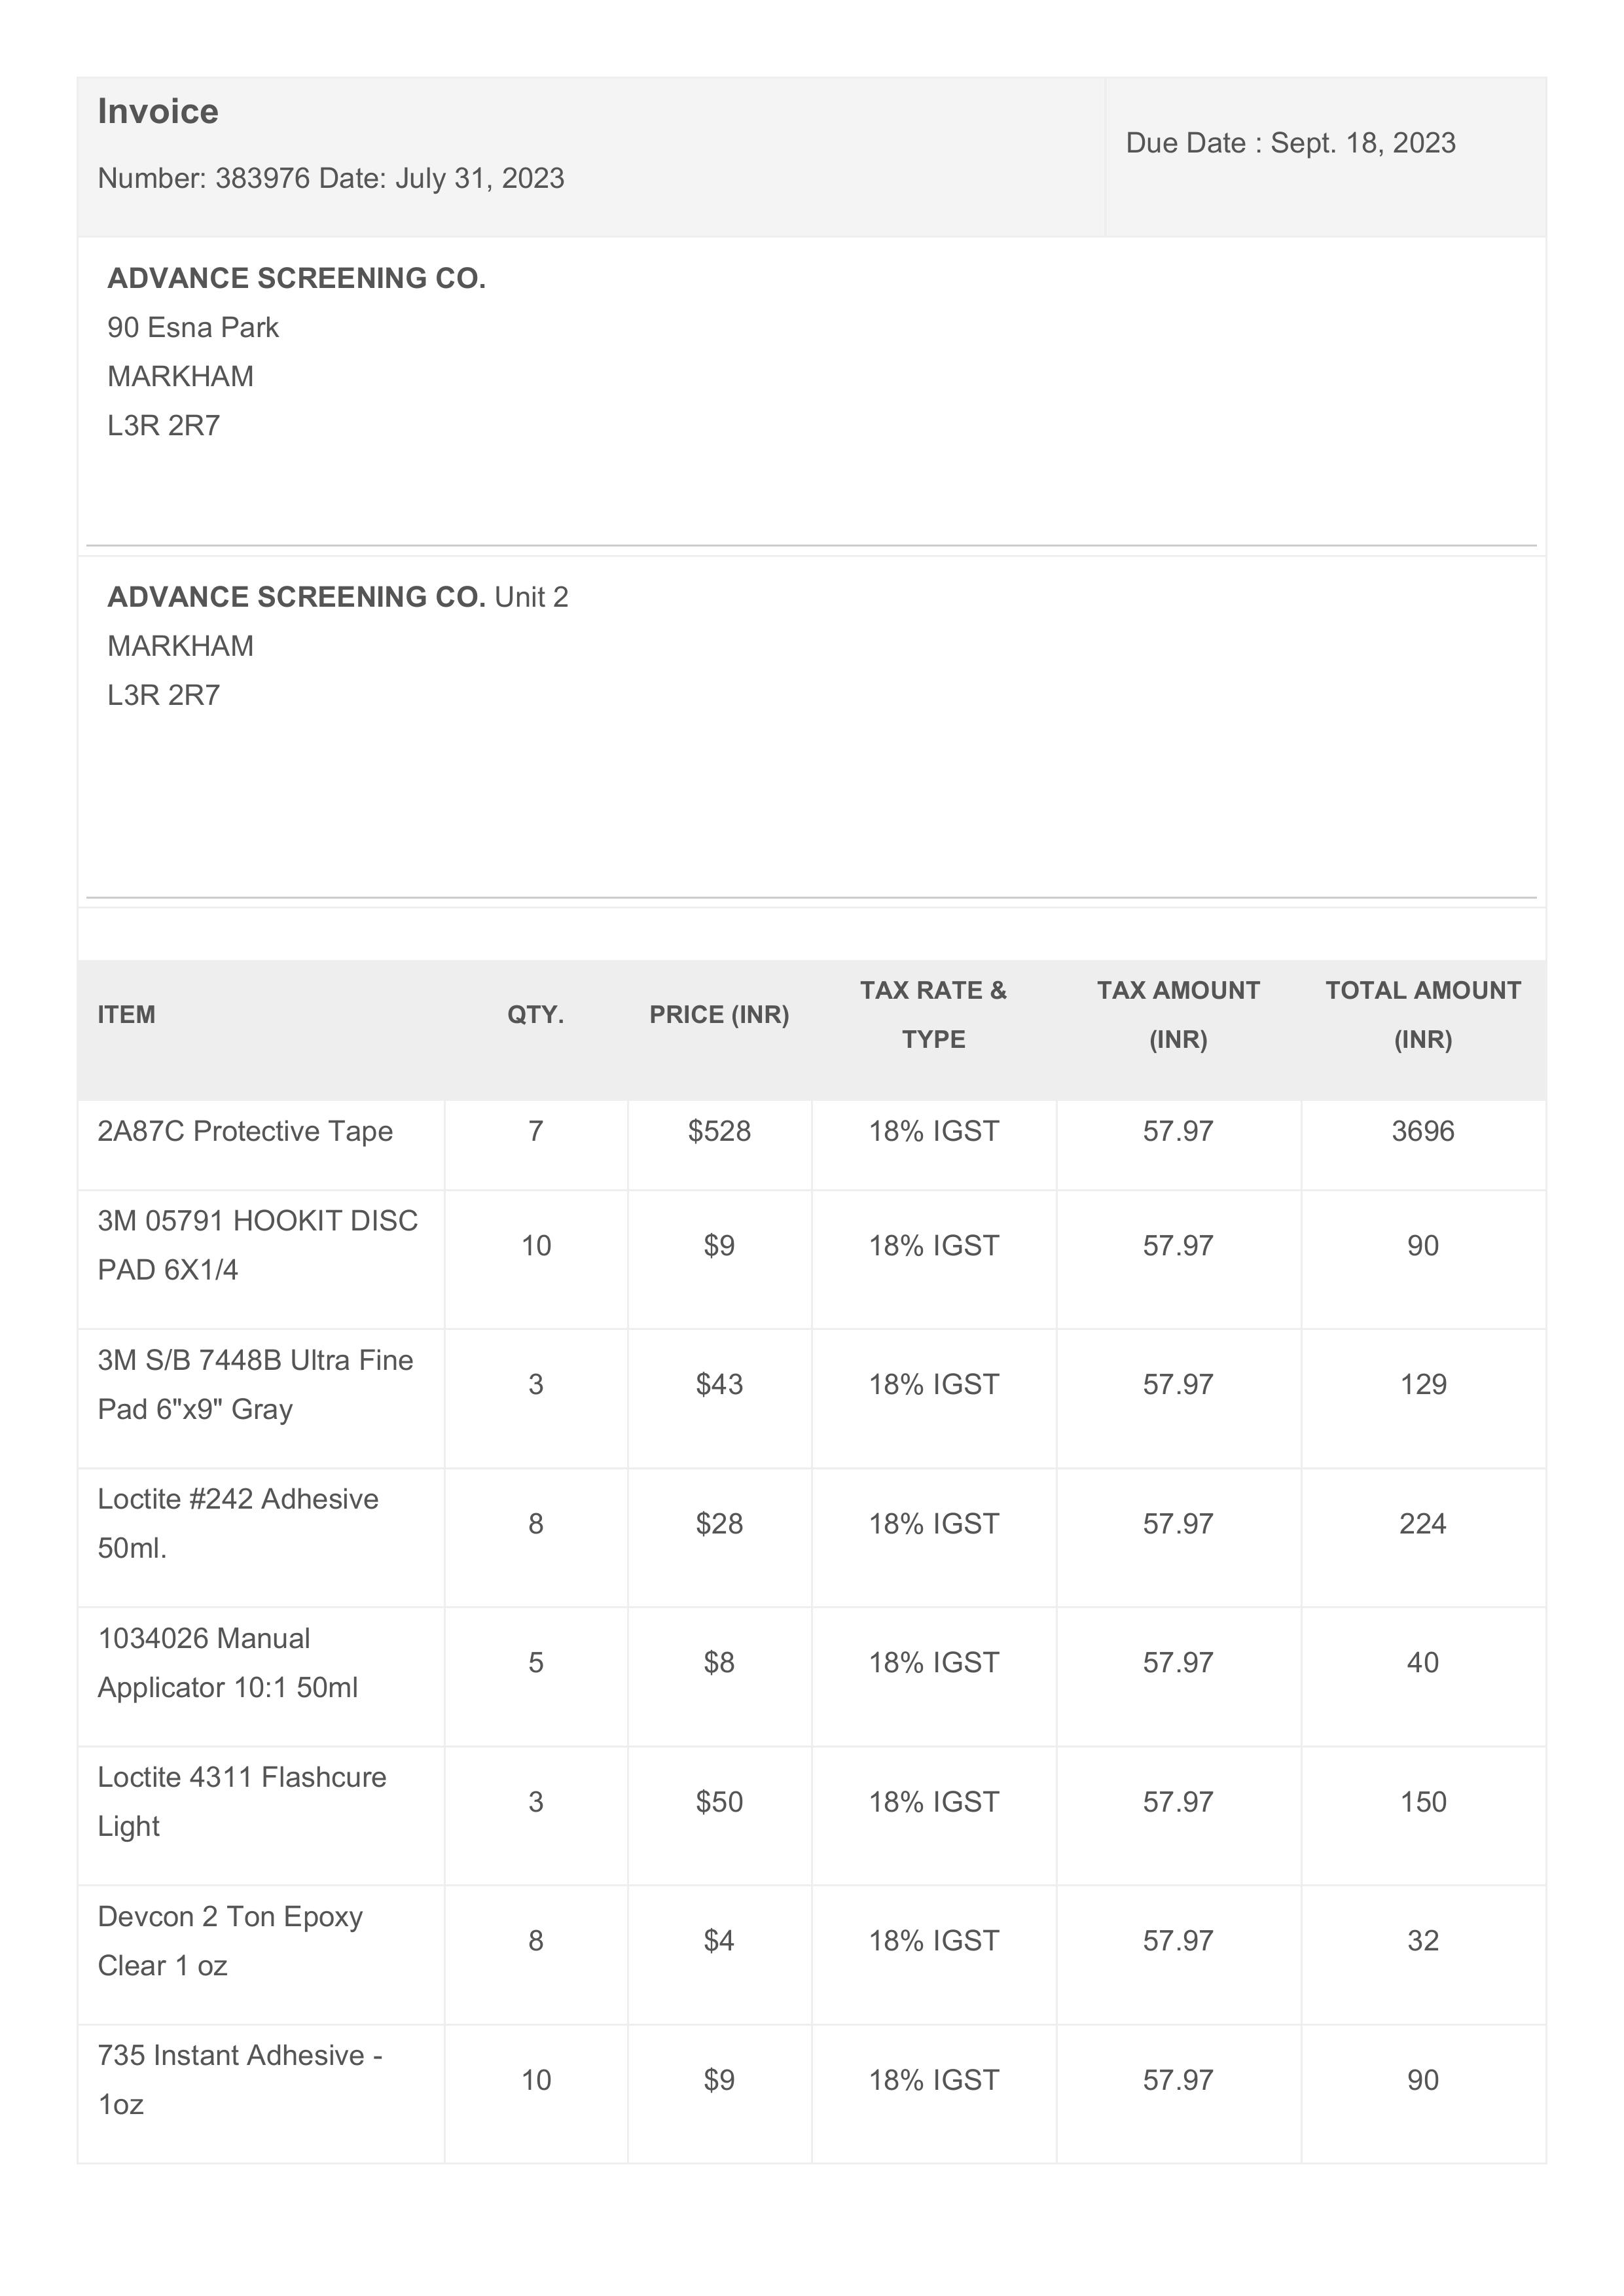 Invoice
Number: 383976 Date: July 31, 2023
Due Date : Sept. 18, 2023
ADVANCE SCREENING CO.
90 Esna Park
MARKHAM
L3R 2R7
ADVANCE SCREENING CO. Unit 2
MARKHAM
L3R 2R7
ITEM QTY. PRICE (INR) TAX RATE & TYPE TAX AMOUNT (INR) TOTAL AMOUNT (INR)
2A87C Protective Tape 7 $528 18% IGST 57.97 3696
3M 05791 HOOKIT DISC
PAD 6X1/4 10 $9 18% IGST 57.97 90
3M S/B 7448B Ultra Fine
Pad 6"x9" Gray 3 $43 18% IGST 57.97 129
Loctite #242 Adhesive
50ml. 8 $28 18% IGST 57.97 224
1034026 Manual
Applicator 10:1 50ml 5 $8 18% IGST 57.97 40
Loctite 4311 Flashcure
Light 3 $50 18% IGST 57.97 150
Devcon 2 Ton Epoxy
Clear 1 oz 8 $4 18% IGST 57.97 32
735 Instant Adhesive -
1oz 10 $9 18% IGST 57.97 90